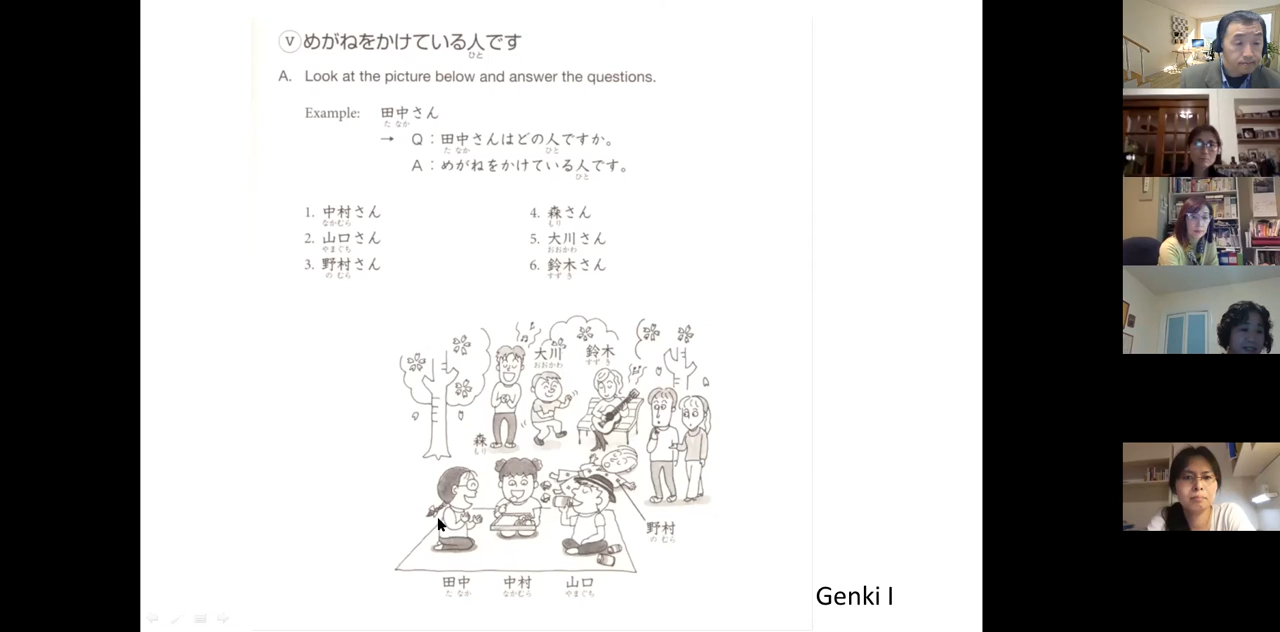 V めがねをかけている人です
ひと
A. Look at the picture below and answer the questions.
Example: 田中さん
た なか
→ Q：田中さんはどの人ですか。
た なか ひと
A：めがねをかけている人です。
ひと
1. 中村さん
なかむら
2. 山口さん
やまぐち
3. 野村さん
の むら
4. 森さん
もり
5. 大川さん
おおかわ
6. 鈴木さん
すず き
大川 鈴木
おおかわ すず き
森
もり
野村
の むら
田中 中村 山口
た なか なかむら やまぐち
Genki I